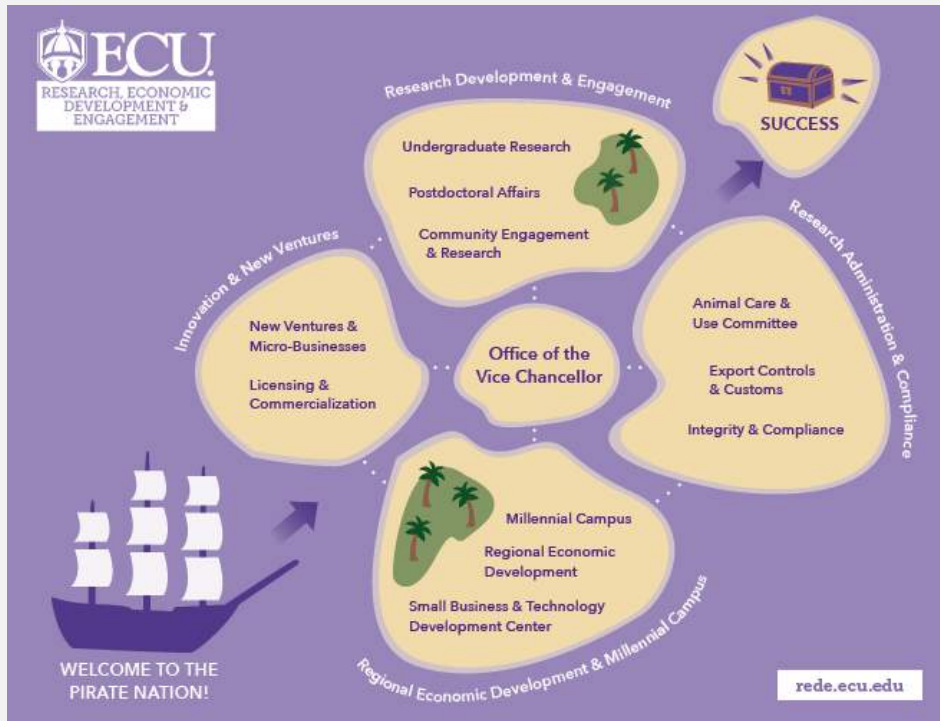 ECU.
RESEARCH, ECONOMIC
DEVELOPMENT &
ENGAGEMENT
Research Development & Engagement
Undergraduate Research
Postdoctoral Affairs
Community Engagement
& Research
SUCCESS
Innovation & New Ventures
New Ventures &
Micro-Businesses
Licensing &
Commercialization
Office of the
Vice Chancellor
Research Administration & Compliance
Animal Care &
Use Committee
Export Controls
& Customs
Integrity & Compliance
Millennial Campus
Regional Economic
Development
Small Business & Technology
Development Center
Regional Economic Development & Millennial Campus
WELCOME TO THE
PIRATE NATION!
rede.ecu.edu